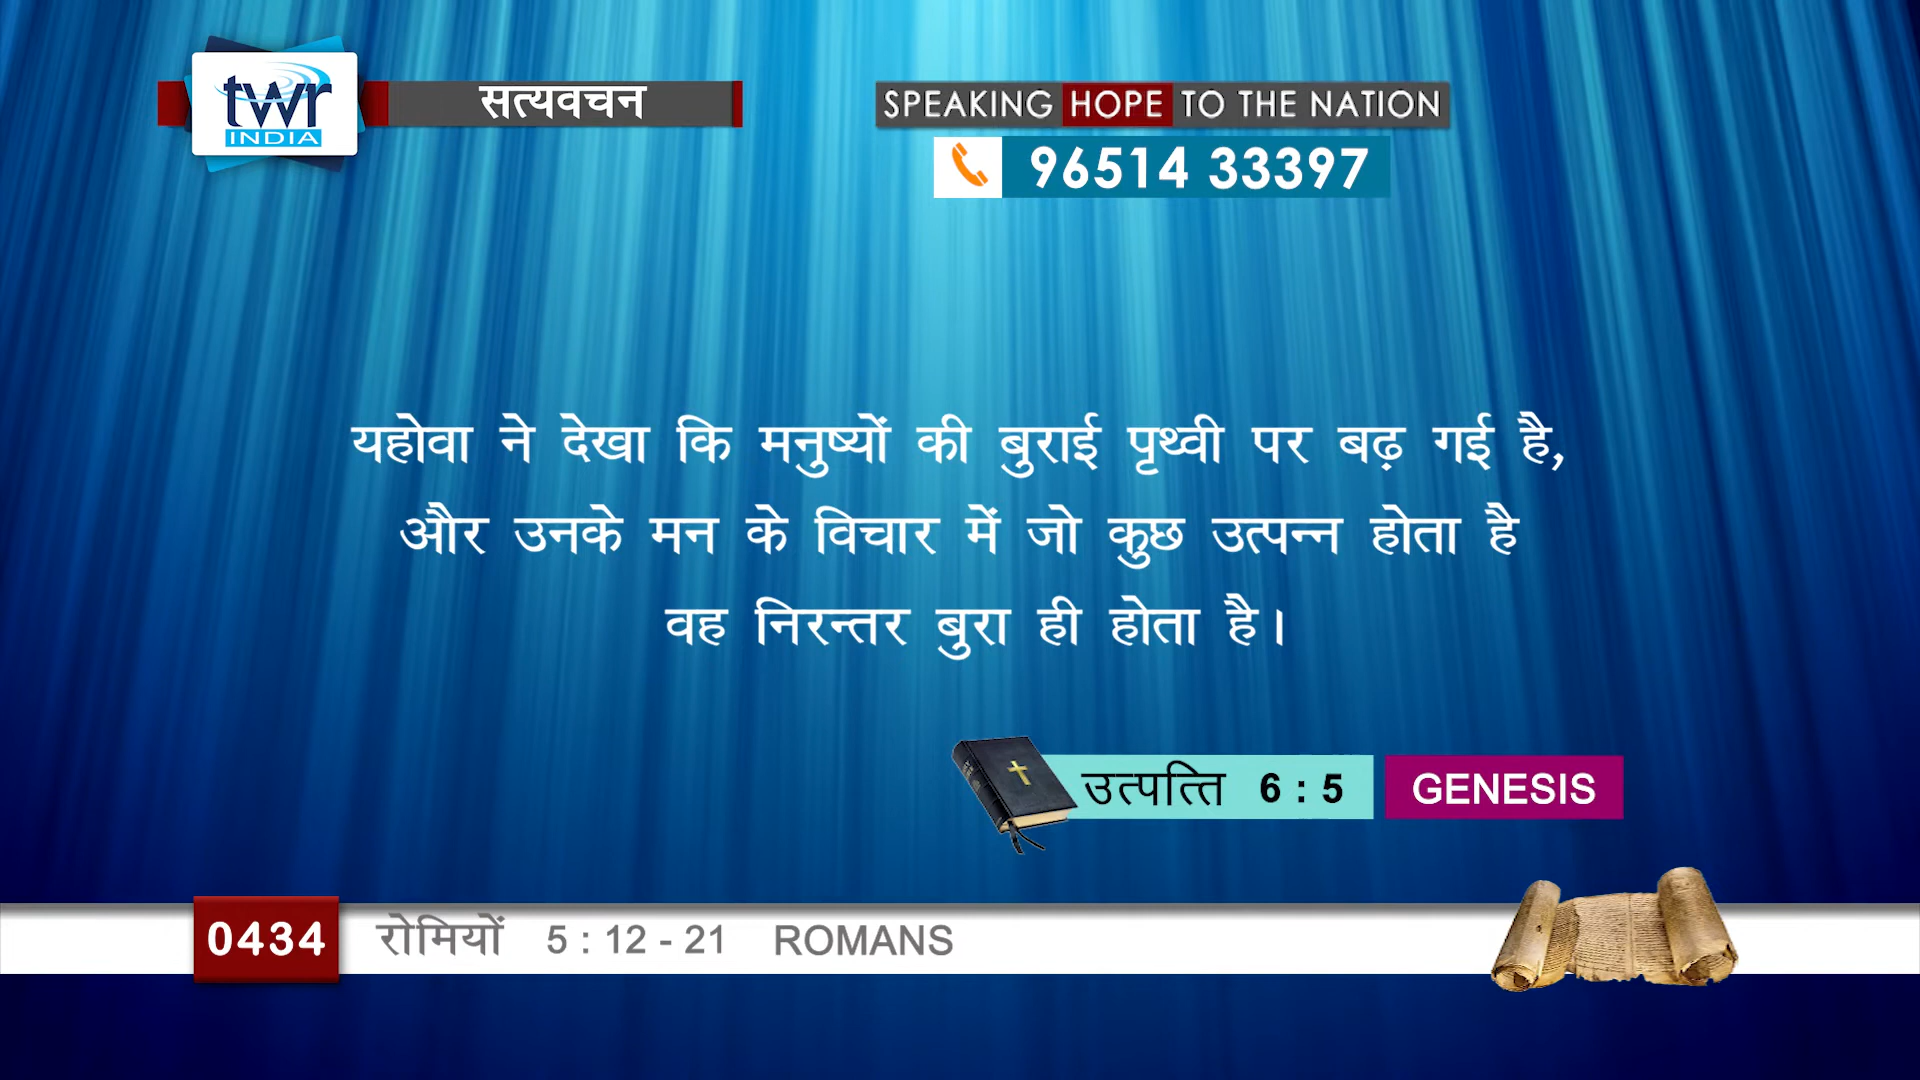 twr
INDIA
सत्यवचन
SPEAKING HOPE TO THE NATION
96514 33397
यहोवा ने देखा कि मनुष्यों की बुराई पृथ्वी पर बढ़ गई है,
और उनके मन के विचार में जो कुछ उत्पन्न होता है
वह निरन्तर बुरा ही होता है।
उत्पत्ति 6 : 5 GENESIS
0434 रोमियों 5 : 12 - 21 ROMANS